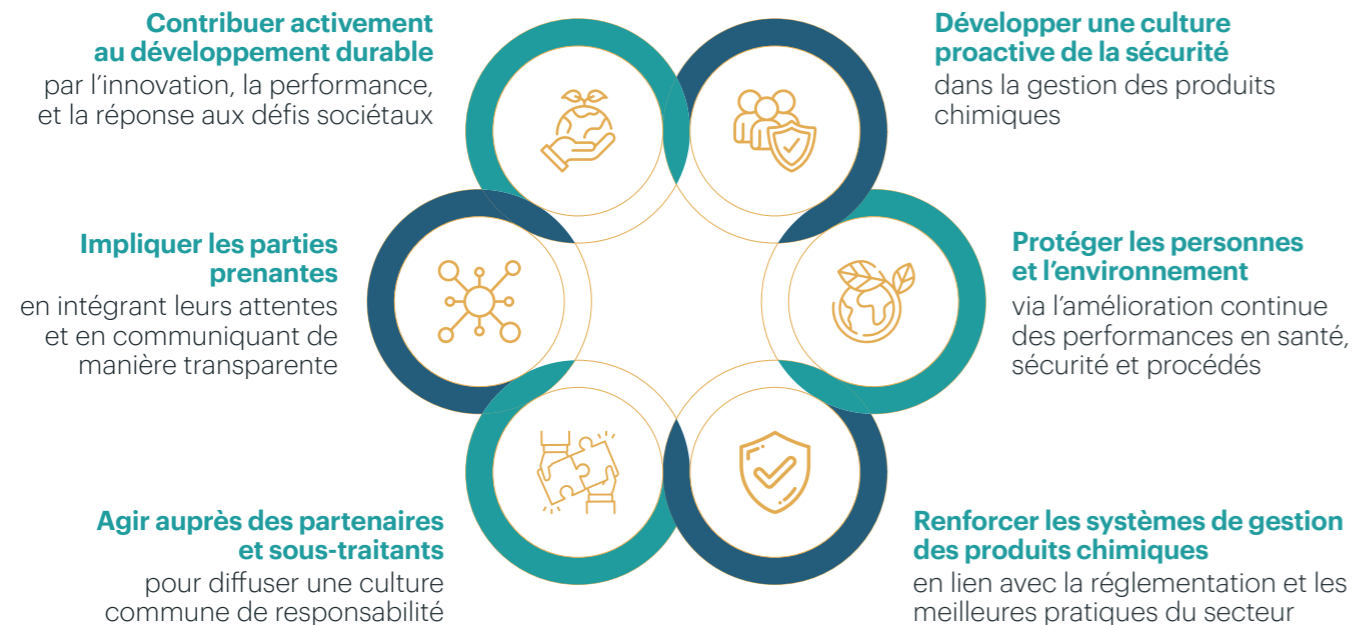 Contribuer activement
au développement durable
par l’innovation, la performance,
et la réponse aux défis sociétaux
Développer une culture
proactive de la sécurité
dans la gestion des produits
chimiques
Impliquer les parties
prenantes
en intégrant leurs attentes
et en communiquant de
manière transparente
Protéger les personnes
et l’environnement
via l’amélioration continue
des performances en santé,
sécurité et procédés
Agir auprès des partenaires
et sous-traitants
pour diffuser une culture
commune de responsabilité
Renforcer les systèmes de gestion
des produits chimiques
en lien avec la réglementation et les
meilleures pratiques du secteur